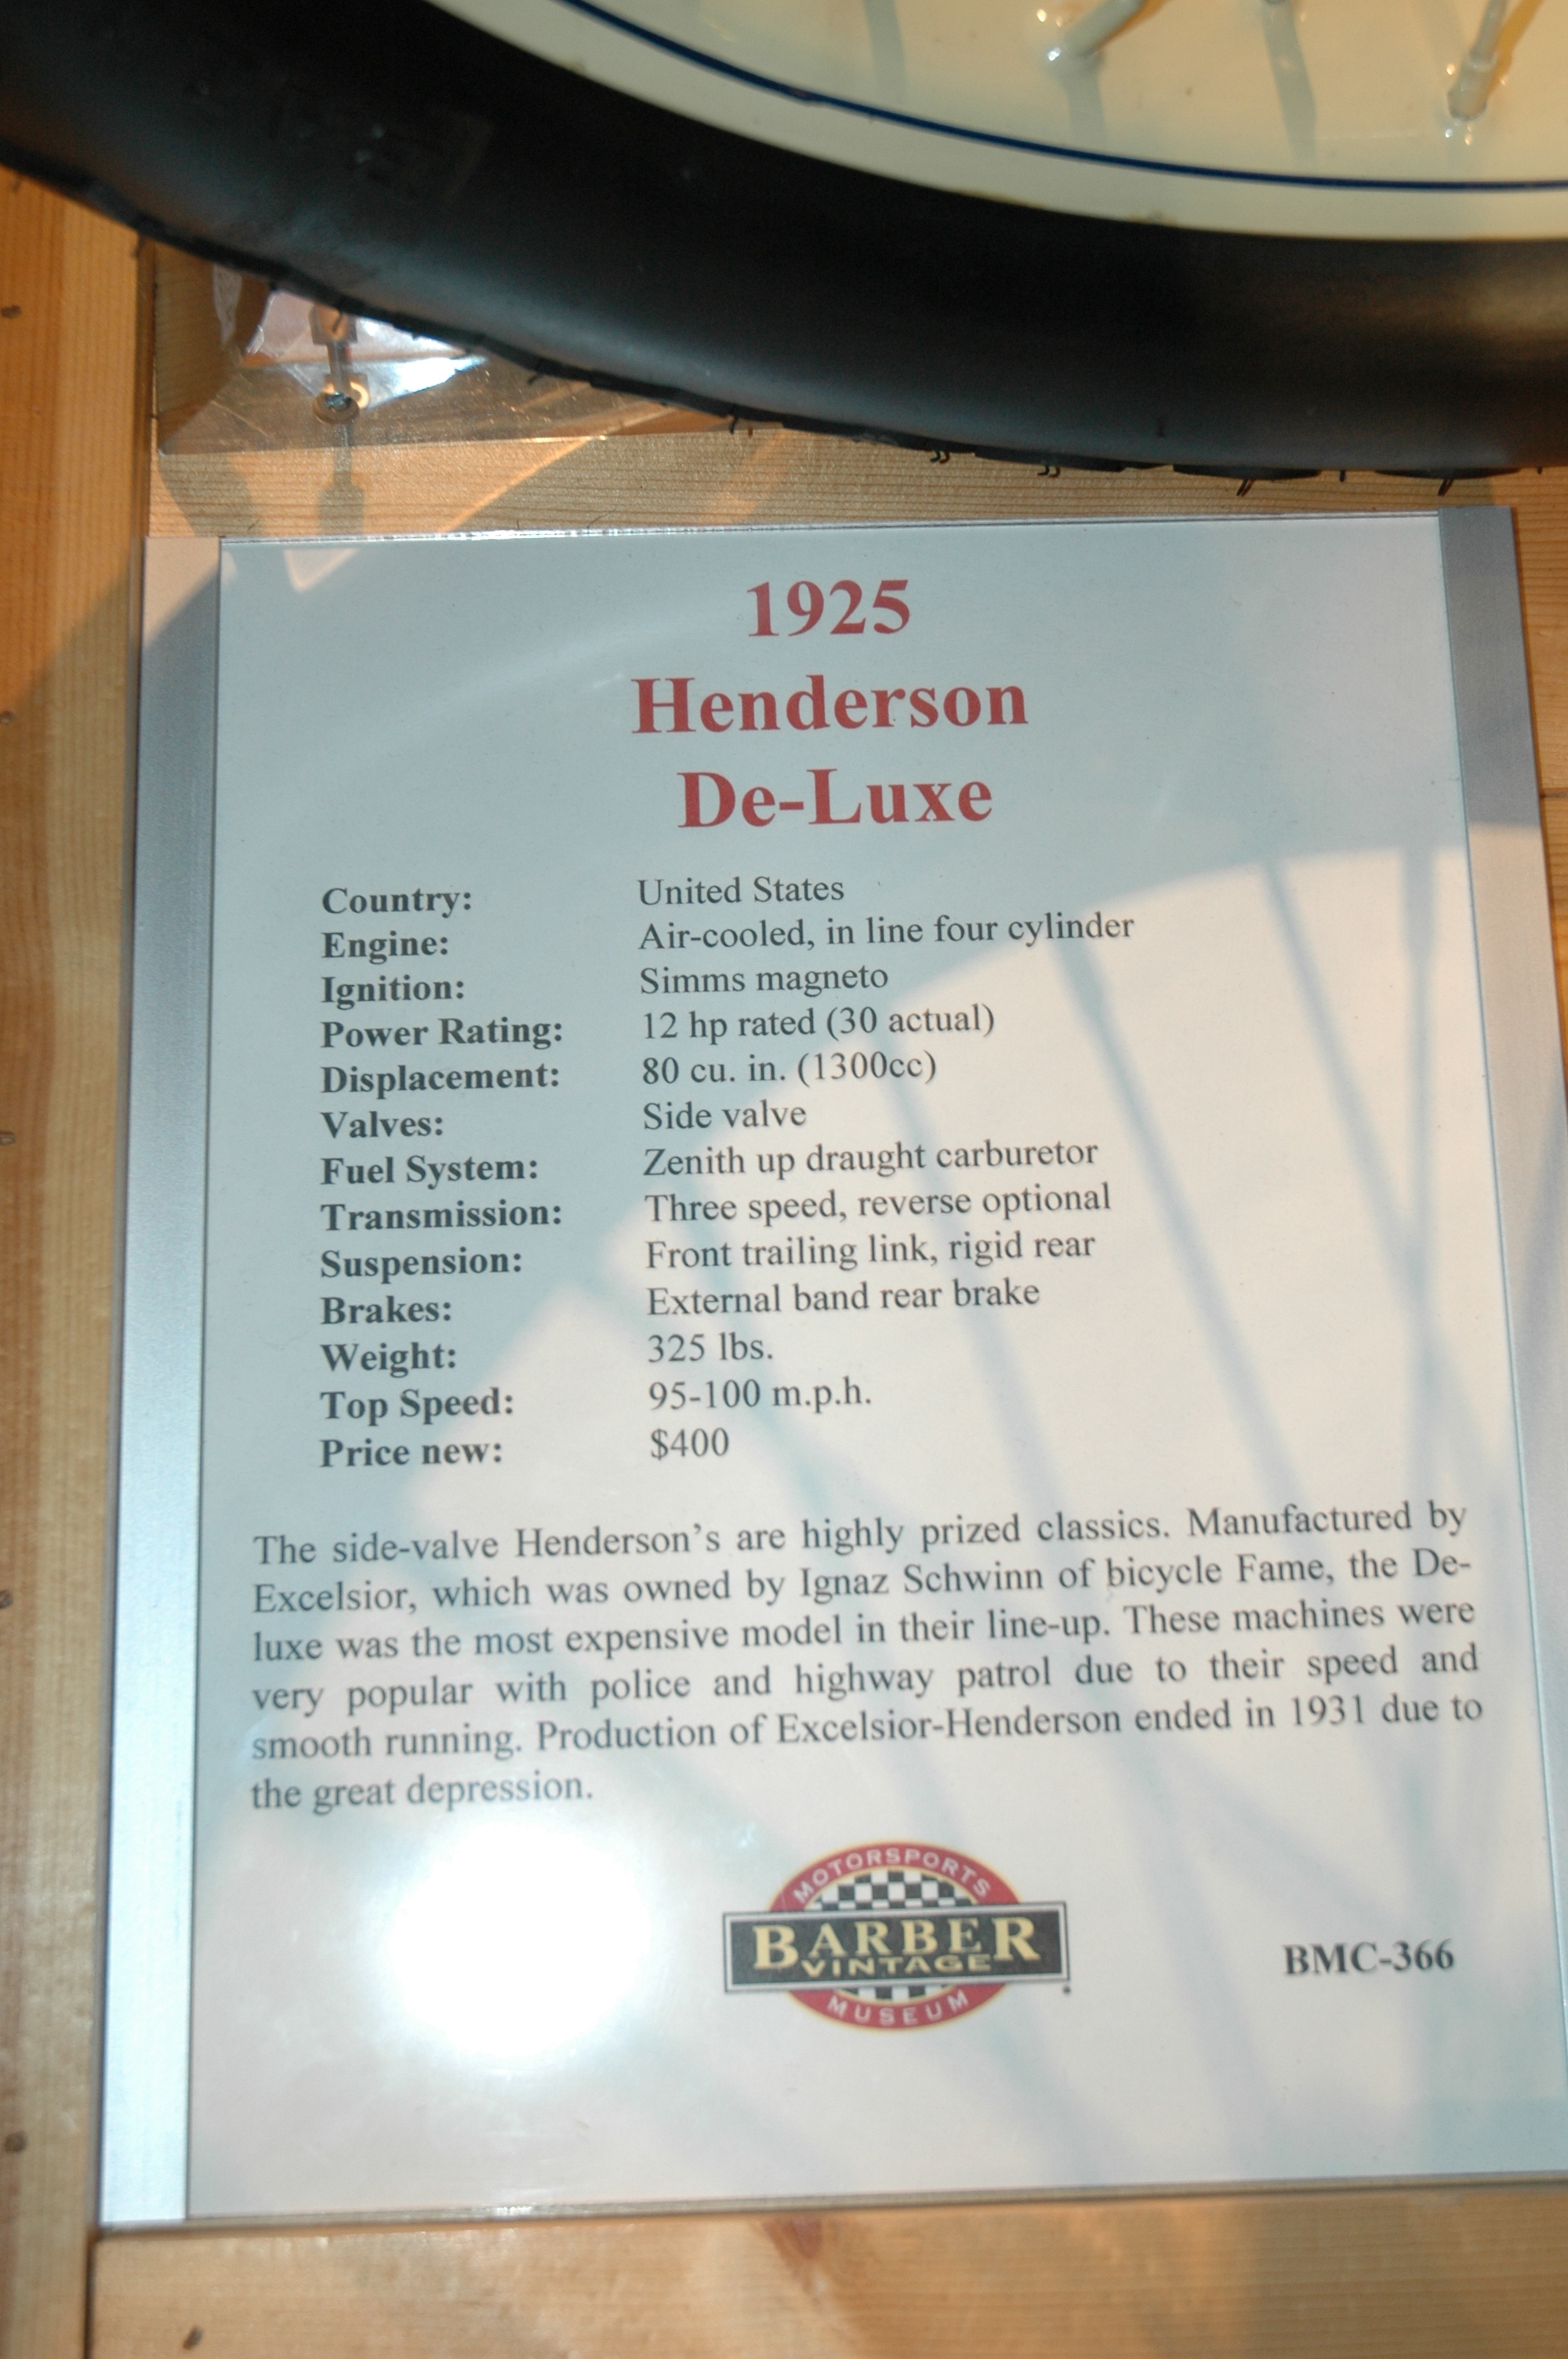 1925
Henderson
De-Luxe
Country: United States
Engine: Air-cooled, in line four cylinder
Ignition: Simms magneto
Power Rating: 12 hp rated (30 actual)
Displacement: 80 cu. in. (1300cc)
Valves: Side valve
Fuel System: Zenith up draught carburetor
Transmission: Three speed, reverse optional
Suspension: Front trailing link, rigid rear
Brakes: External band rear brake
Weight: 325 lbs.
Top Speed: 95-100 m.p.h.
Price new: $400
The side-valve Henderson's are highly prized classics. Manufactured by
Excelsior, which was owned by Ignaz Schwinn of bicycle Fame, the De-
luxe was the most expensive model in their line-up. These machines were
very popular with police and highway patrol due to their speed and
smooth running. Production of Excelsior-Henderson ended in 1931 due to
the great depression.
MOTORSPORTS
BARBER
VINTAGE
MUSEUM
BMC-366